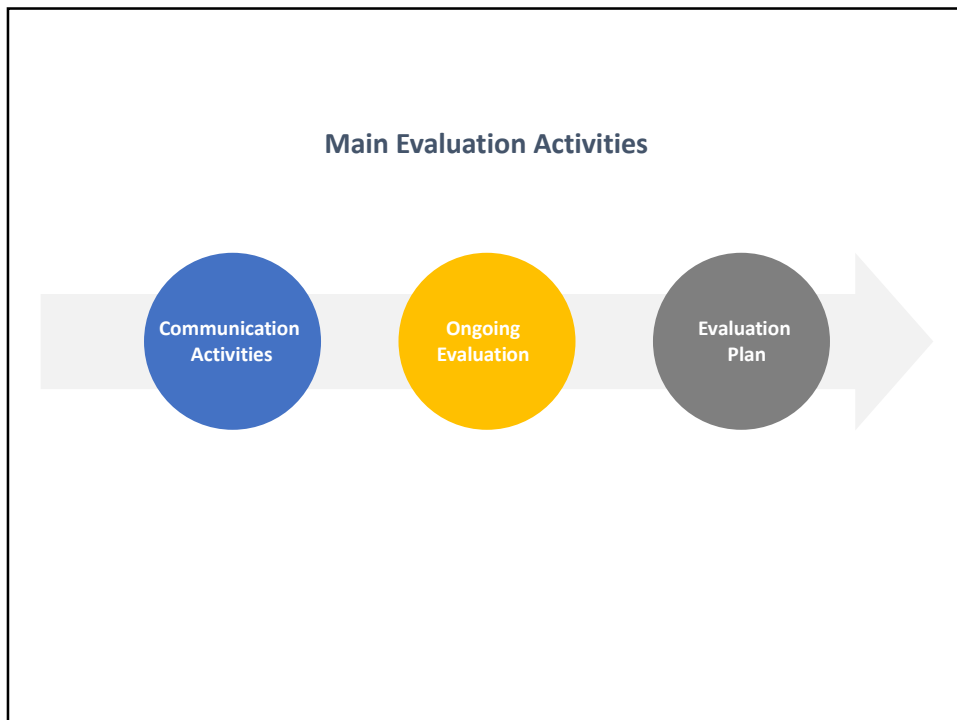 Main Evaluation Activities
Communication
Activities
Ongoing
Evaluation
Evaluation
Plan